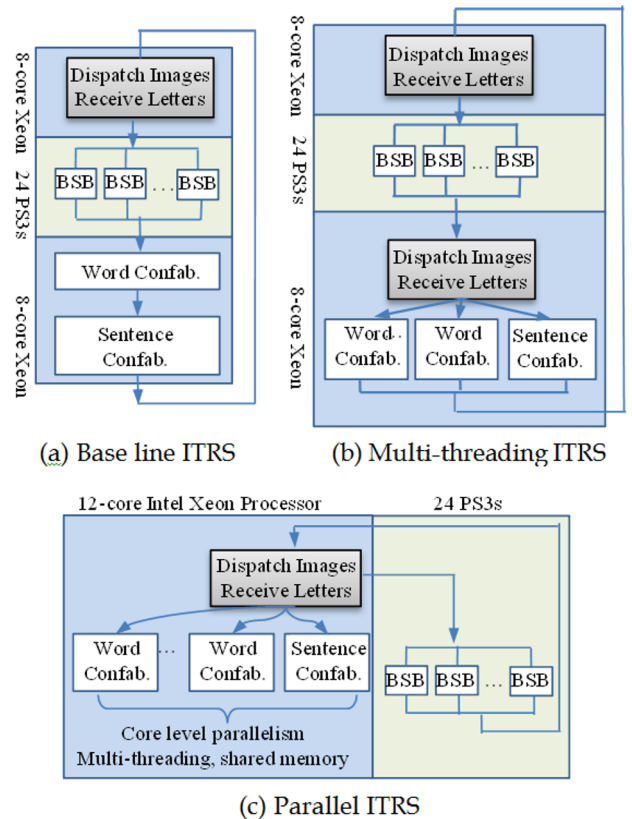 8-core Xeon
Dispatch Images
Receive Letters
24 PS3s
BSB BSB ... BSB
8-core Xeon
Word Confab.
Sentence
Confab.
(a) Base line ITRS
8-core Xeon
Dispatch Images
Receive Letters
24 PS3s
BSB BSB ... BSB
8-core Xeon
Dispatch Images
Receive Letters
Word..
Confab.
Word
Confab.
Sentence
Confab.
(b) Multi-threading ITRS
12-core Intel Xeon Processor
24 PS3s
Dispatch Images
Receive Letters
Word
Confab.
...
Word
Confab.
Sentence
Confab.
BSB BSB ... BSB
Core level parallelism
Multi-threading, shared memory
(c) Parallel ITRS